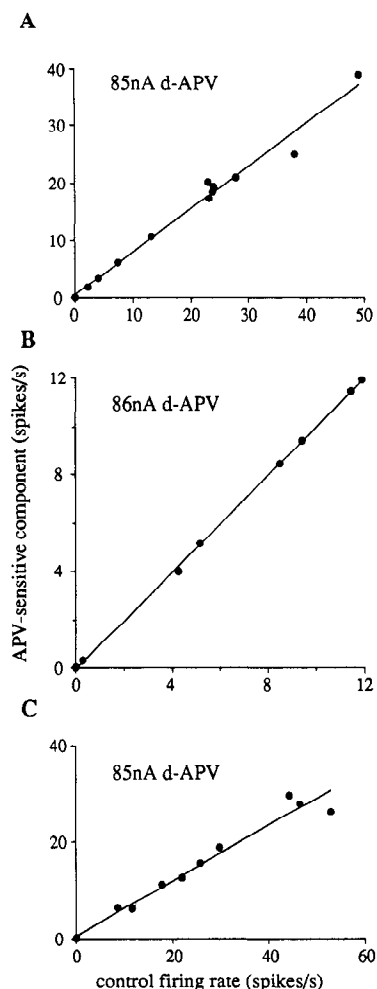 A
85nA d-APV
40
30
20
10
0
0 10 20 30 40 50
B
86nA d-APV
12
8
4
0
0 4 8 12
APV-sensitive component (spikes/s)
C
85nA d-APV
40
20
0
0 20 40 60
control firing rate (spikes/s)